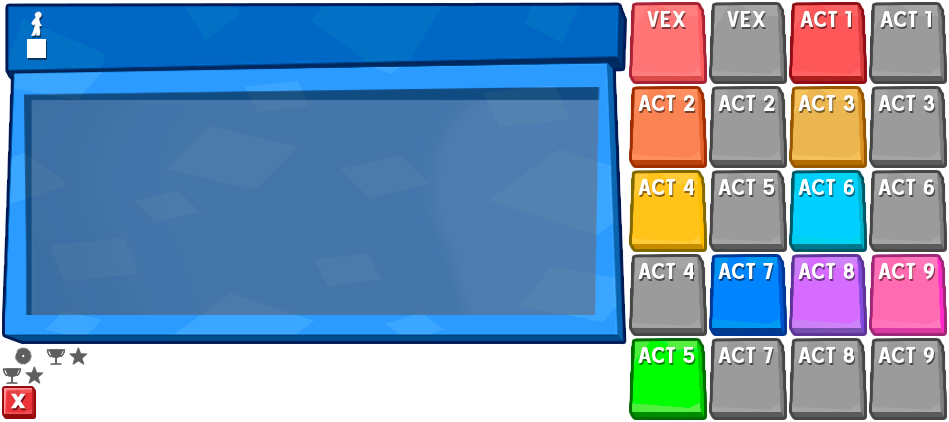 VEX VEX ACT 1 ACT 1
ACT 2 ACT 2 ACT 3 ACT 3
ACT 4 ACT 5 ACT 6 ACT 6
ACT 4 ACT 7 ACT 8 ACT 9
ACT 5 ACT 7 ACT 8 ACT 9
X